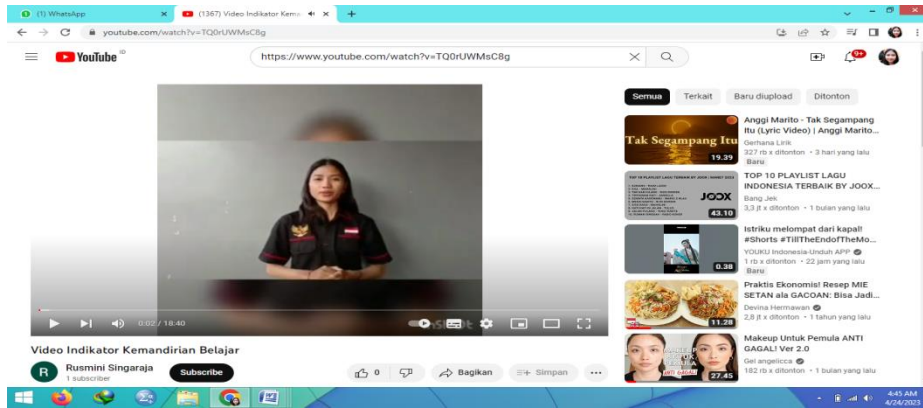 (1) WhatsApp
(1367) Video Indikator Kema
youtube.com/watch?v=TQ0rUWMsC8g
YouTube ID
https://www.youtube.com/watch?v=TQ0rUWMsC8g
9+
Semua Terkait Baru diupload Ditonton
Tak Segampang Itu
19.39
Anggi Marito - Tak Segampang
Itu (Lyric Video) | Anggi Marito...
Gerhana Lirik
327 rb x ditonton • 3 hari yang lalu
Baru
JOOX
43.10
TOP 10 PLAYLIST LAGU
INDONESIA TERBAIK BY JOOX...
Bang Jek
3,3 jt x ditonton • 1 bulan yang lalu
0.38
Istriku melompat dari kapal!
#Shorts #TillTheEndofTheMo...
YOUKU Indonesia-Unduh APP
1 rb x ditonton • 22 jam yang lalu
Baru
11.28
Praktis Ekonomis! Resep MIE
SETAN ala GACOAN: Bisa Jadi...
Devina Hermawan
2,8 jt x ditonton • 1 tahun yang lalu
27.45
Makeup Untuk Pemula ANTI
GAGAL! Ver 2.0
Gel angelicca
182 rb x ditonton • 1 bulan yang lalu
0:02 / 18:40
Video Indikator Kemandirian Belajar
R
Rusmini Singaraja
1 subscriber
Subscribe
0
Bagikan
Simpan
4:45 AM
4/24/2023